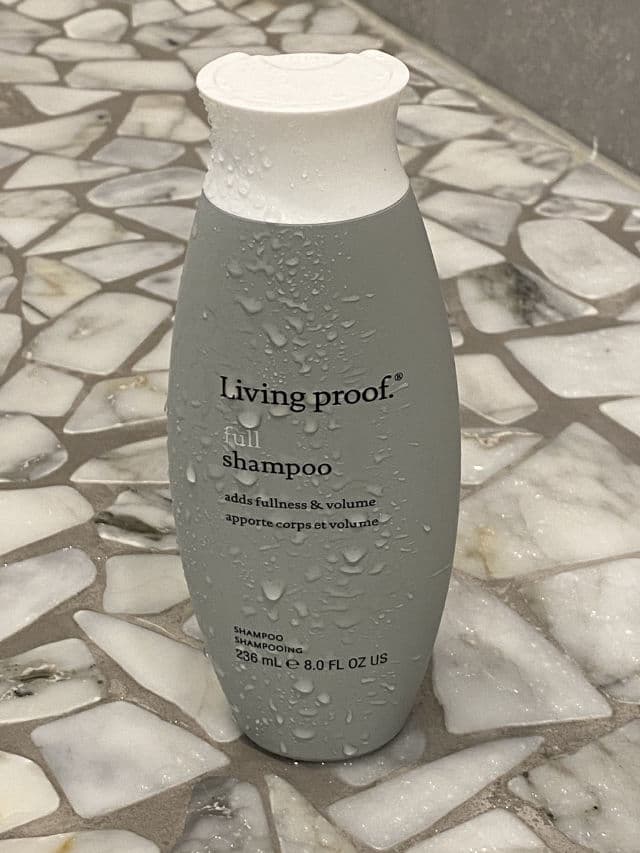 Living proof.®
full
shampoo
adds fullness & volume
apporte corps et volume
SHAMPOO
SHAMPOOING
236 mL ℮ 8.0 FL OZ US